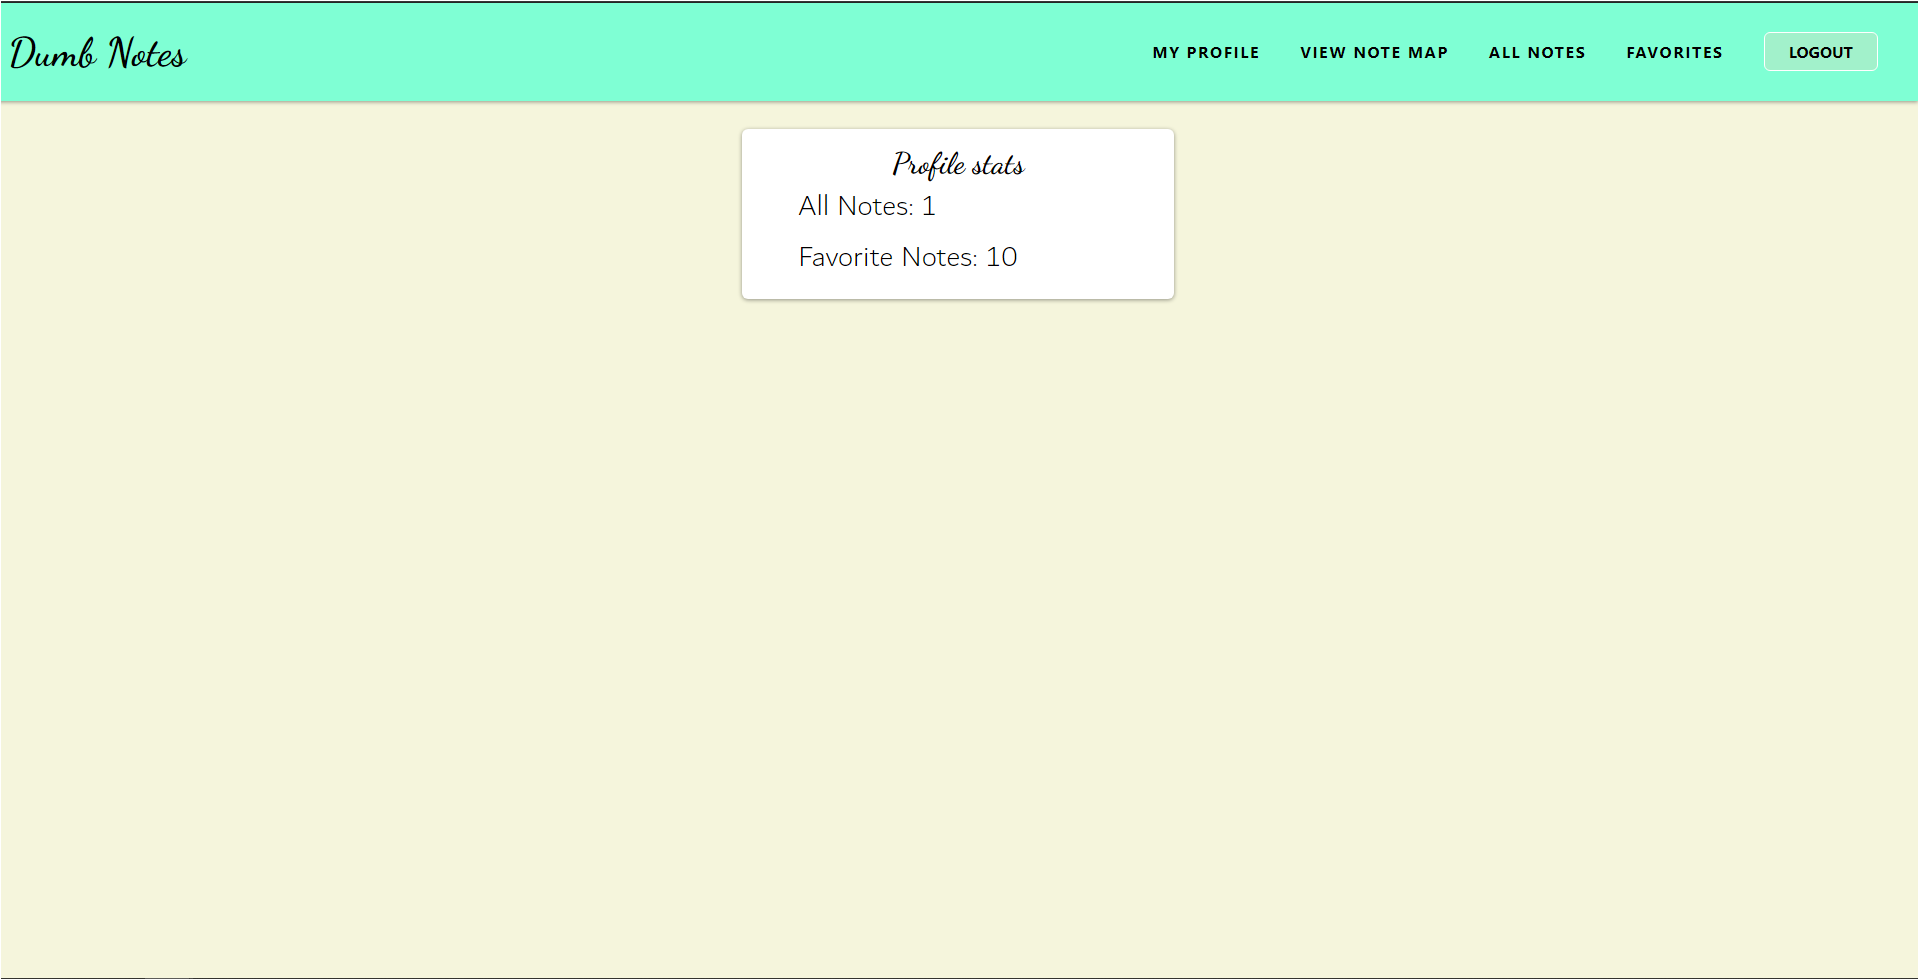 Dumb Notes
MY PROFILE VIEW NOTE MAP ALL NOTES FAVORITES LOGOUT
Profile stats
All Notes: 1
Favorite Notes: 10